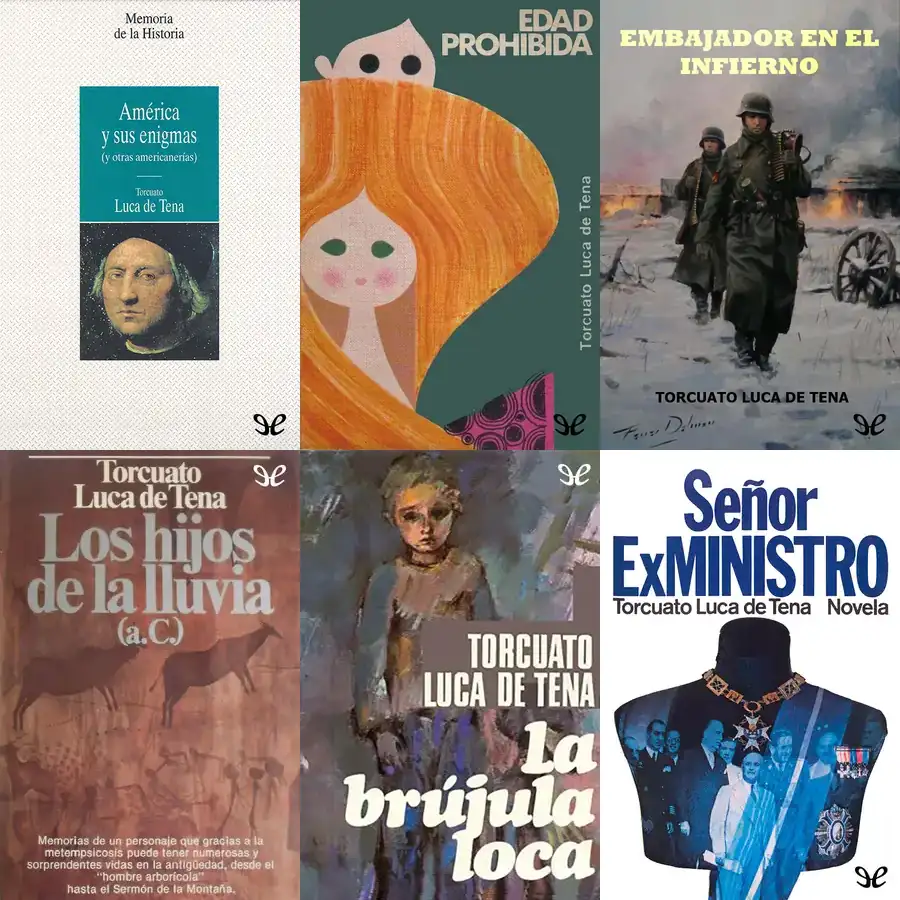 Memoria
de la Historia
América
y sus enigmas
(y otras americanerías)
Torcuato
Luca de Tena
EDAD
PROHIBIDA
Torcuato Luca de Tena
EMBAJADOR EN EL
INFIERNO
TORCUATO LUCA DE TENA
Torcuato
Luca de Tena
Los hijos
de la lluvia
(a.C.)
Memorias de un personaje que gracias a la
metempsicosis puede tener numerosas y
sorprendentes vidas en la antigüedad, desde el
"hombre arborícola"
hasta el Sermón de la Montaña.
TORCUATO
LUCA DE TENA
La
brújula
loca
Señor
ExMINISTRO
Torcuato Luca de Tena Novela